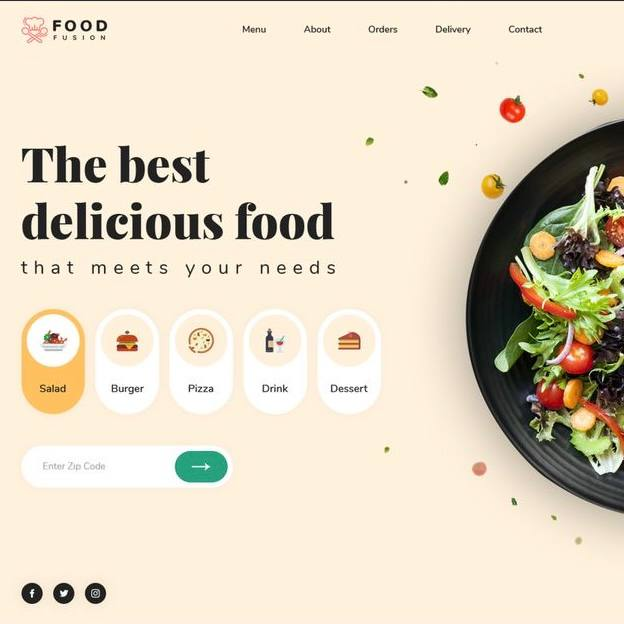 FOOD
FUSION
Menu About Orders Delivery Contact
The best
delicious food
that meets your needs
Salad Burger Pizza Drink Dessert
Enter Zip Code